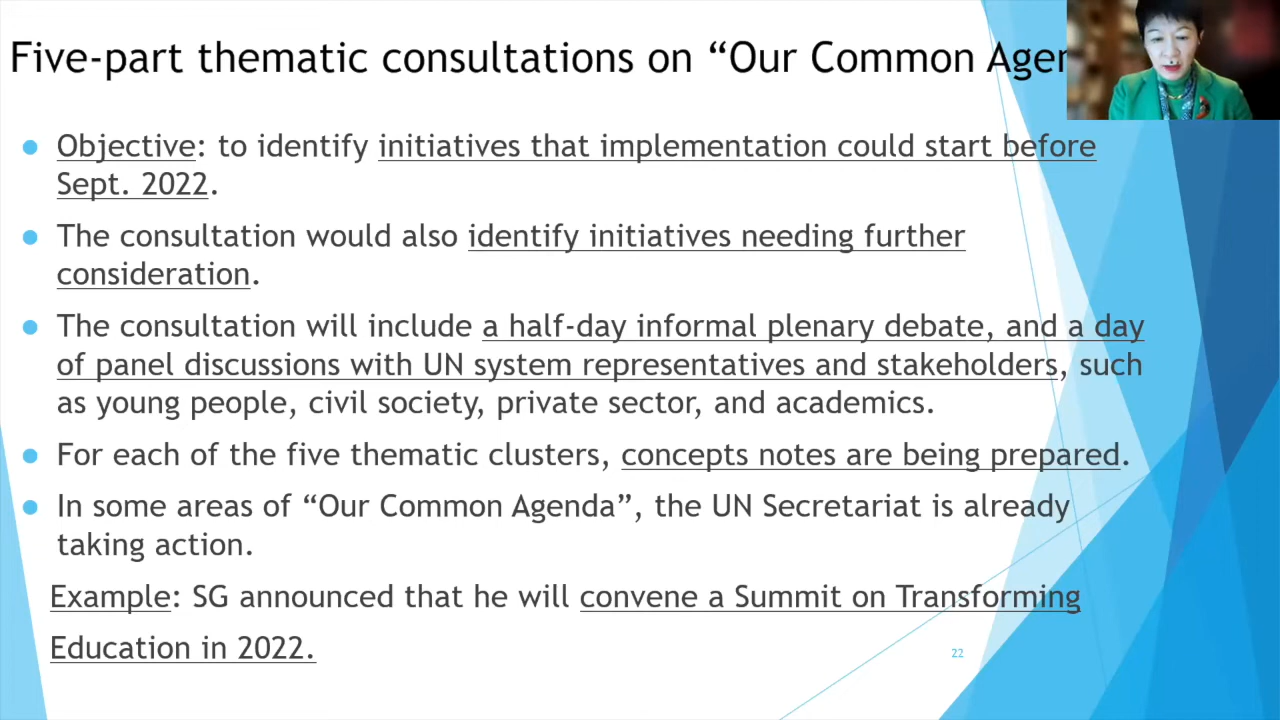 Five-part thematic consultations on “Our Common Agen
● Objective: to identify initiatives that implementation could start before
Sept. 2022.
● The consultation would also identify initiatives needing further
consideration.
● The consultation will include a half-day informal plenary debate, and a day
of panel discussions with UN system representatives and stakeholders, such
as young people, civil society, private sector, and academics.
● For each of the five thematic clusters, concepts notes are being prepared.
● In some areas of “Our Common Agenda”, the UN Secretariat is already
taking action.
Example: SG announced that he will convene a Summit on Transforming
Education in 2022.
22